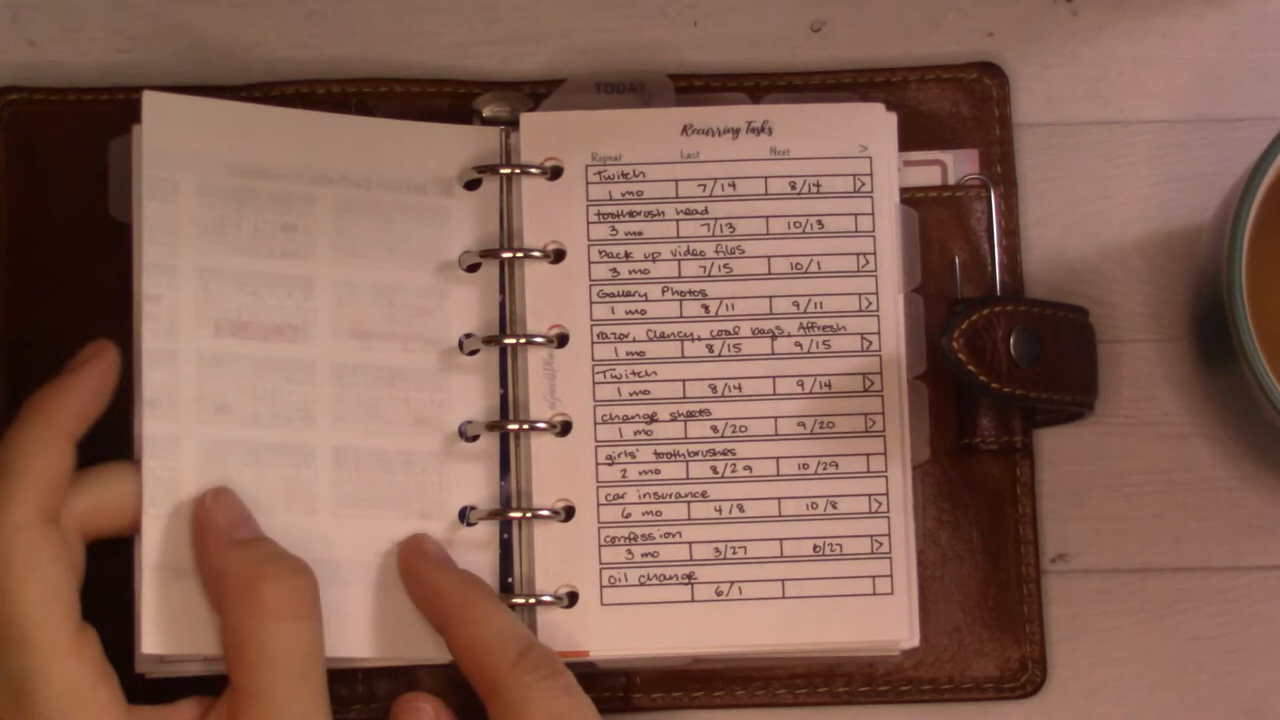 TODAY
Recurring Tasks
Repeat Last Next >
Twitch
1 mo 7/14 8/14 >
toothbrush head
3 mo 7/13 10/13
back up video files
3 mo 7/15 10/1 >
Gallery Photos
1 mo 8/11 9/11 >
razor, Clency, coal bags, Affresh
1 mo 8/15 9/15 >
Twitch
1 mo 8/14 9/14 >
change sheets
1 mo 8/20 9/20 >
girls' toothbrushes
2 mo 8/29 10/29
car insurance
6 mo 4/8 10/8 >
confession
3 mo 3/27 6/27 >
oil change
6/1